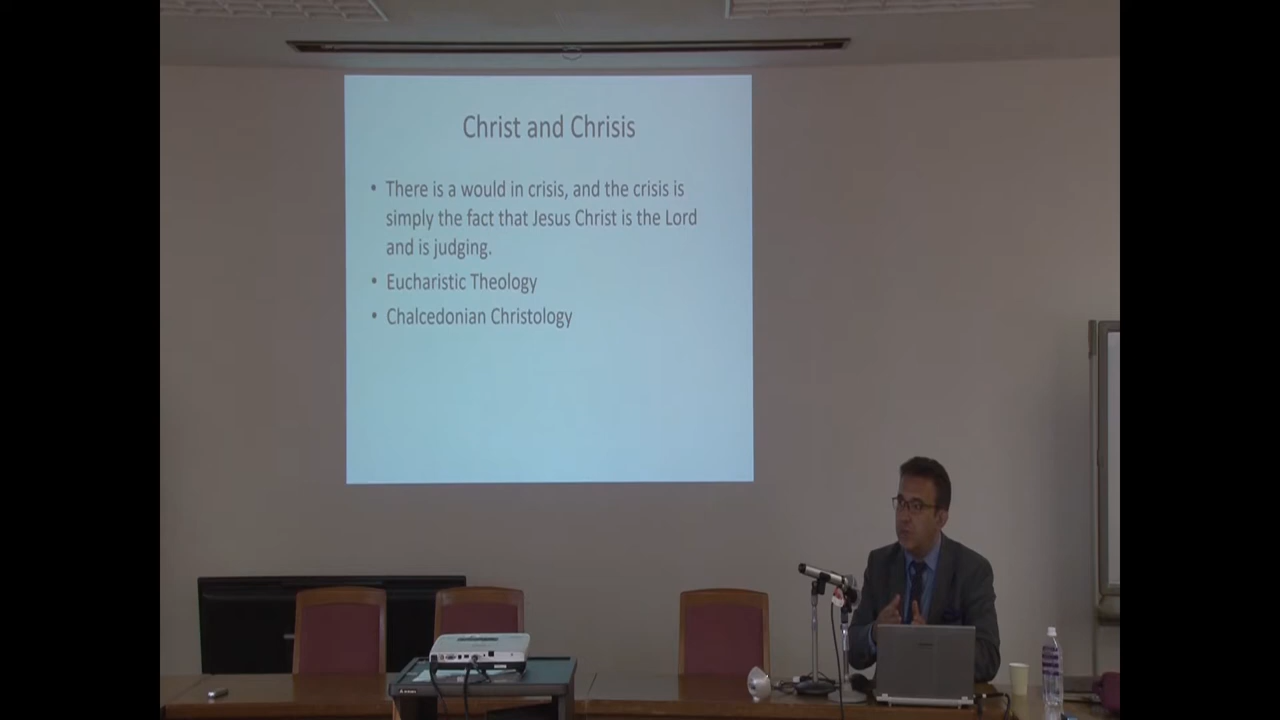 Christ and Chrisis
• There is a would in crisis, and the crisis is
simply the fact that Jesus Christ is the Lord
and is judging.
• Eucharistic Theology
• Chalcedonian Christology